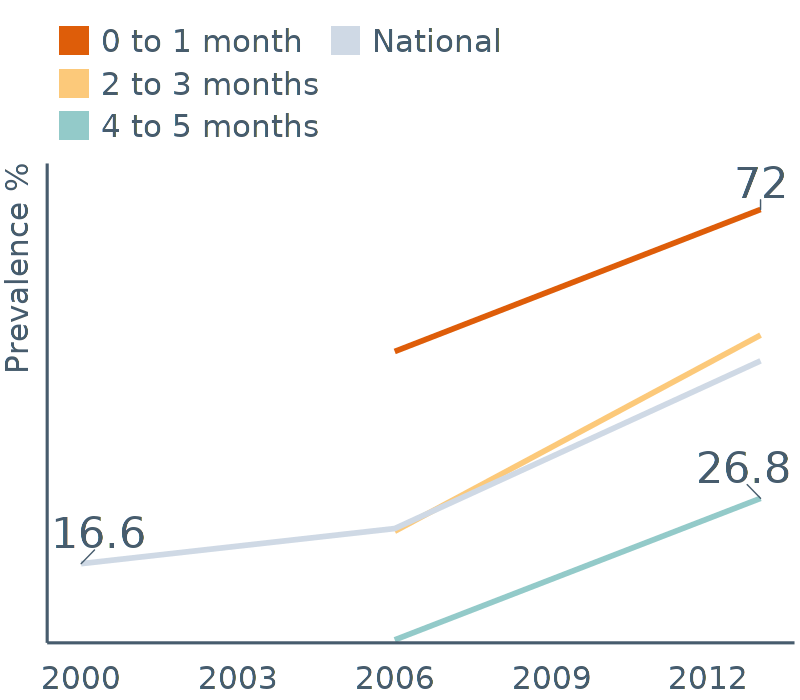 0 to 1 month National
2 to 3 months
4 to 5 months
Prevalence %
72
26.8
16.6
2000 2003 2006 2009 2012